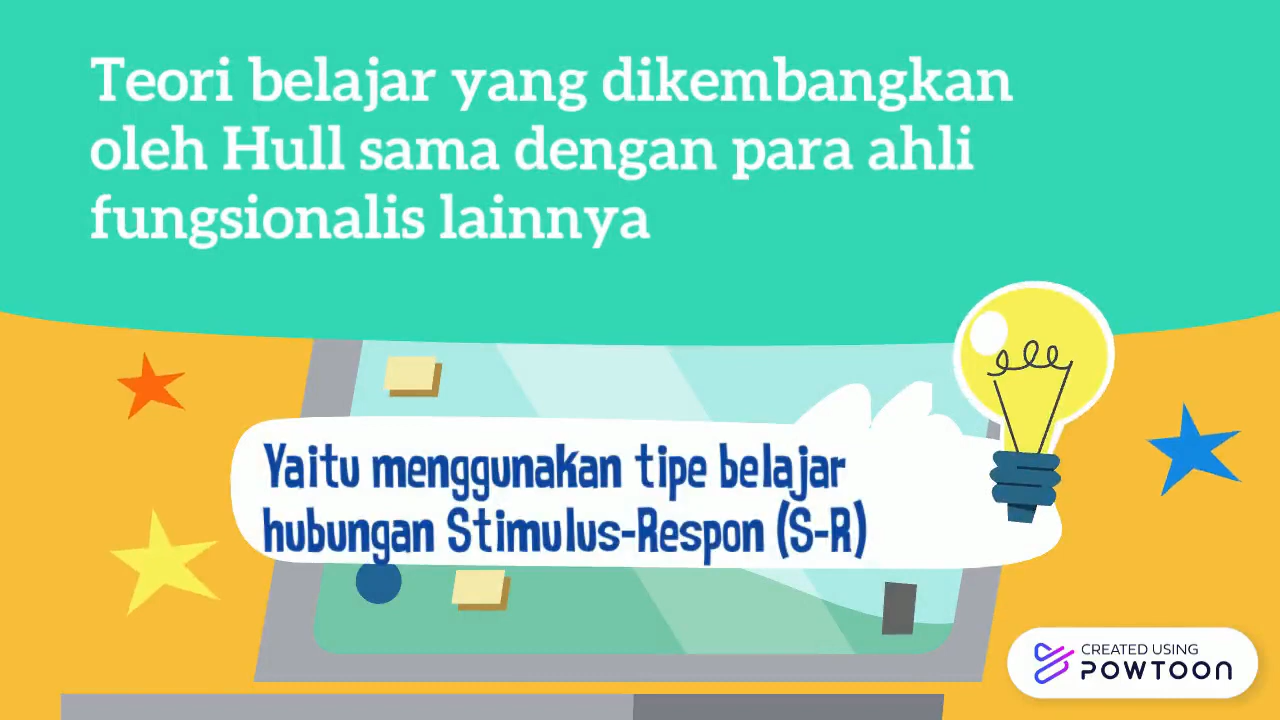 Teori belajar yang dikembangkan
oleh Hull sama dengan para ahli
fungsionalis lainnya
Yaitu menggunakan tipe belajar
hubungan Stimulus-Respon (S-R)
CREATED USING
POWTOON